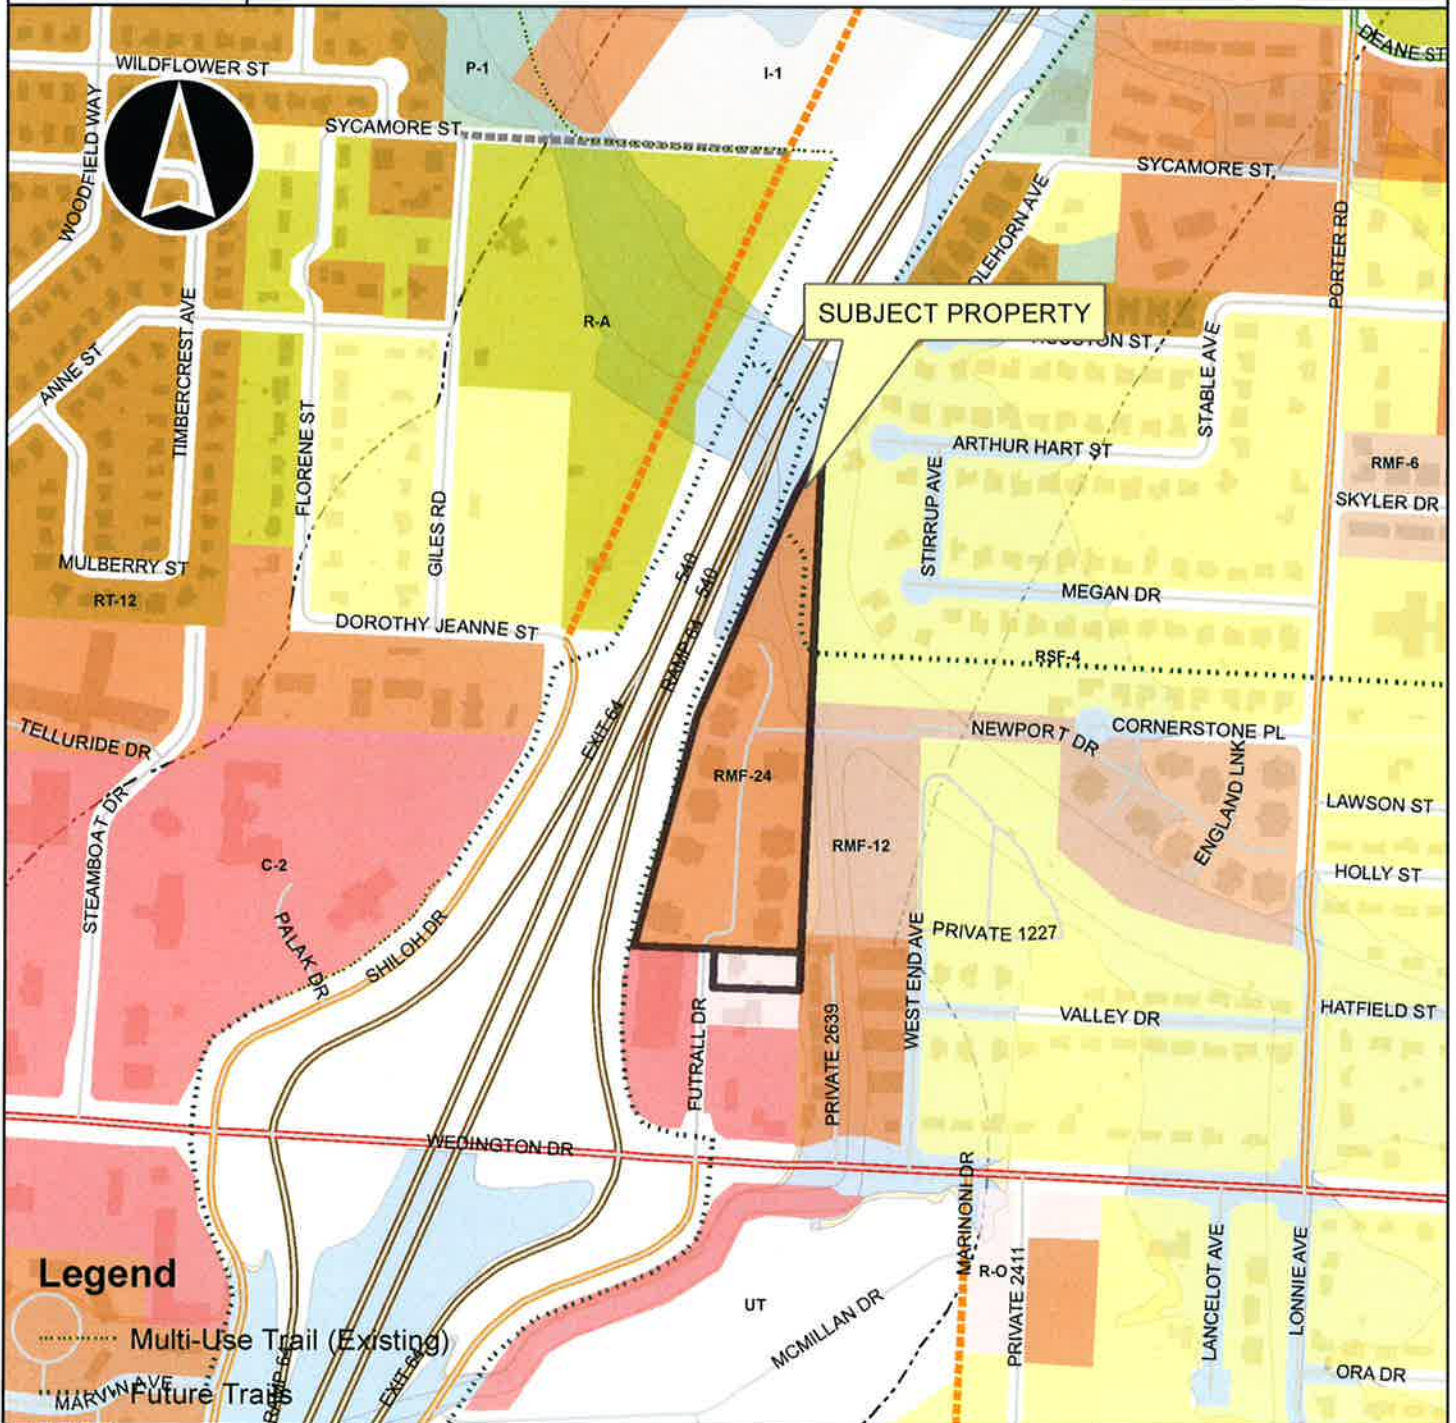 DEANE ST
WILDFLOWER ST
P-1
I-1
WOODFIELD WAY
SYCAMORE ST
SYCAMORE ST
PORTER RD
SUBJECT PROPERTY
R-A
TIMBERCREST AVE
ANNE ST
FLORENE ST
GILES RD
STABLE AVE
ARTHUR HART ST
RMF-6
SKYLER DR
STIRRUP AVE
MULBERRY ST
RT-12
540
540
MEGAN DR
DOROTHY JEANNE ST
RAMP 64
RSF-4
TELLURIDE DR
EXIT 64
NEWPORT DR
CORNERSTONE PL
RMF-24
ENGLAND LNK
LAWSON ST
STEAMBOAT DR
C-2
RMF-12
HOLLY ST
PALAK DR
SHILOH DR
WEST END AVE
PRIVATE 1227
FUTRALL DR
PRIVATE 2639
VALLEY DR
HATFIELD ST
WEDINGTON DR
MARINONI DR
Legend
R-O
PRIVATE 2411
LANCELOT AVE
LONNIE AVE
UT
MCMILLAN DR
Multi-Use Trail (Existing)
RAMP 64
EXIT 64
MARVIN AVE
Future Trails
ORA DR